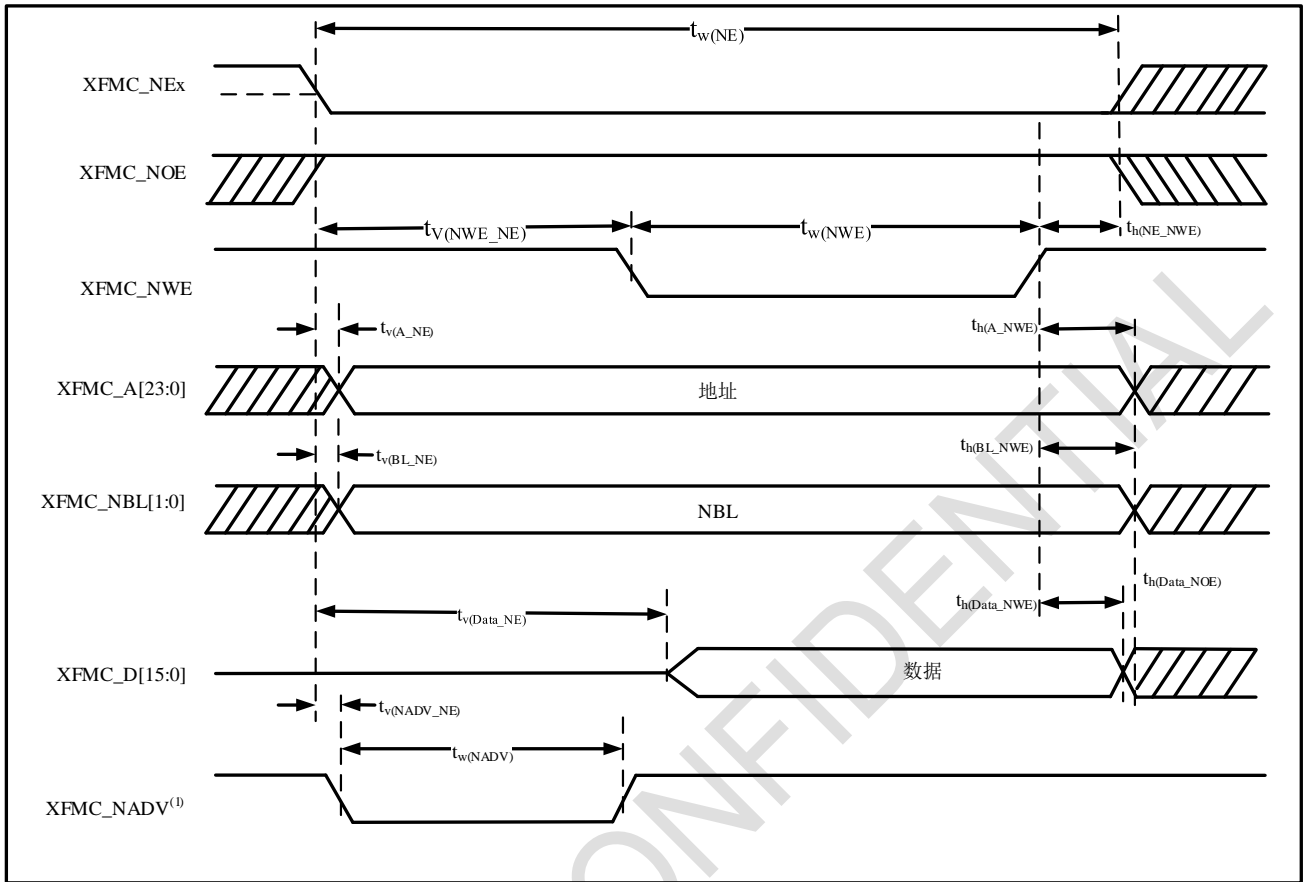 tw(NE)
XFMC_NEx
XFMC_NOE
tV(NWE_NE)
tw(NWE)
th(NE_NWE)
XFMC_NWE
tv(A_NE)
th(A_NWE)
XFMC_A[23:0]
地址
tv(BL_NE)
th(BL_NWE)
XFMC_NBL[1:0]
NBL
th(Data_NOE)
tv(Data_NE)
th(Data_NWE)
XFMC_D[15:0]
数据
tv(NADV_NE)
tw(NADV)
XFMC_NADV(1)
ONFIDENTIAL